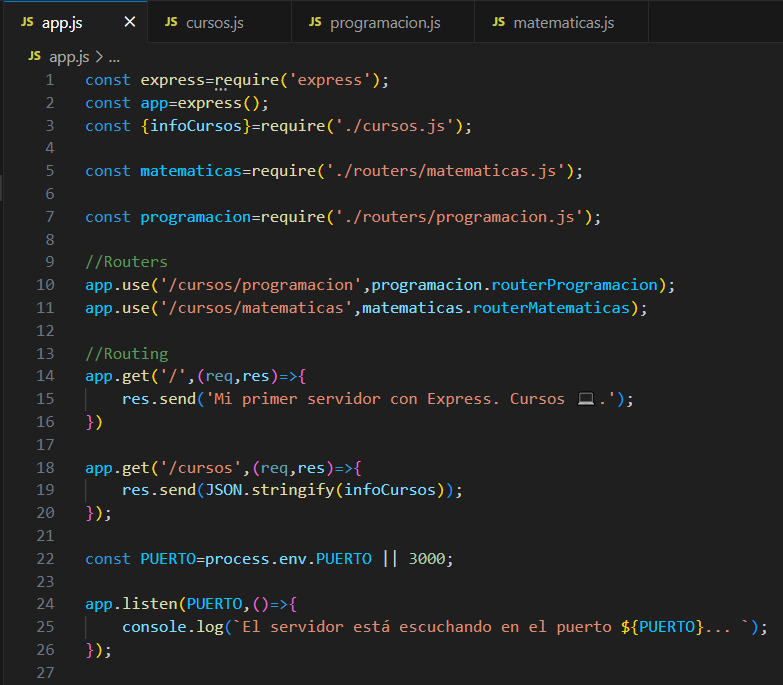 JS app.js × JS cursos.js JS programacion.js JS matematicas.js
JS app.js > ...
1 const express=require('express');
2 const app=express();
3 const {infoCursos}=require('./cursos.js');
4
5 const matematicas=require('./routers/matematicas.js');
6
7 const programacion=require('./routers/programacion.js');
8
9 //Routers
10 app.use('/cursos/programacion',programacion.routerProgramacion);
11 app.use('/cursos/matematicas',matematicas.routerMatematicas);
12
13 //Routing
14 app.get('/',(req,res)=>{
15     res.send('Mi primer servidor con Express. Cursos 💻.');
16 })
17
18 app.get('/cursos',(req,res)=>{
19     res.send(JSON.stringify(infoCursos));
20 });
21
22 const PUERTO=process.env.PUERTO || 3000;
23
24 app.listen(PUERTO,()=>{
25     console.log(`El servidor está escuchando en el puerto ${PUERTO}... `);
26 });
27